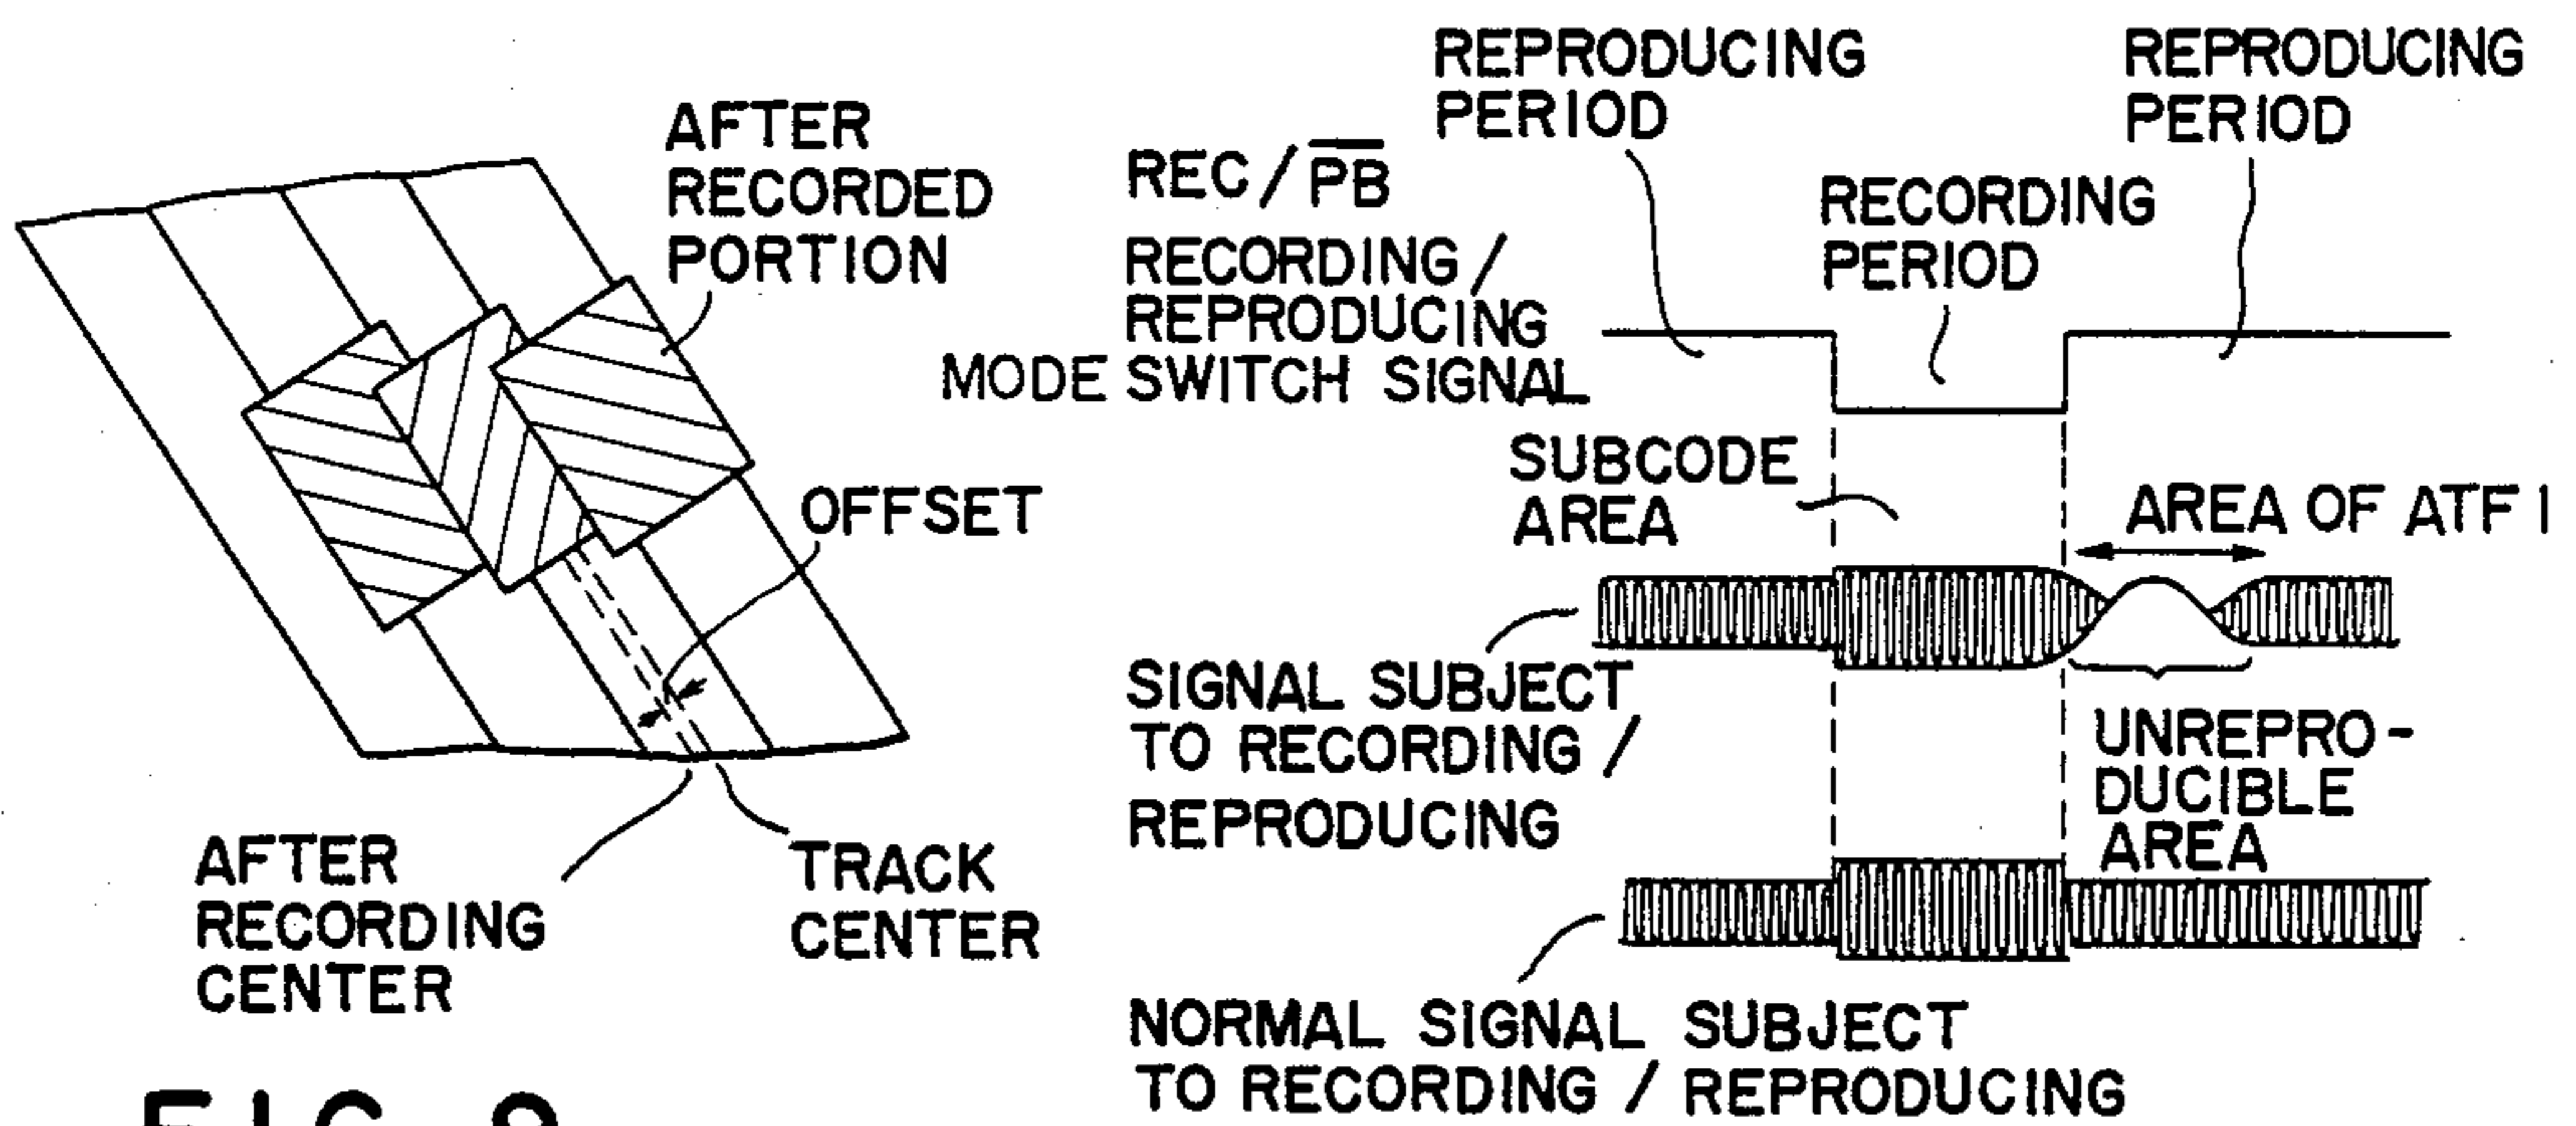 AFTER
RECORDED
PORTION
OFFSET
AFTER
RECORDING
CENTER
TRACK
CENTER
REPRODUCING
PERIOD
REPRODUCING
PERIOD
REC / P̅B̅
RECORDING
PERIOD
RECORDING /
REPRODUCING
MODE SWITCH SIGNAL
SUBCODE
AREA
AREA OF ATF 1
SIGNAL SUBJECT
TO RECORDING /
REPRODUCING
UNREPRO-
DUCIBLE
AREA
NORMAL SIGNAL SUBJECT
TO RECORDING / REPRODUCING